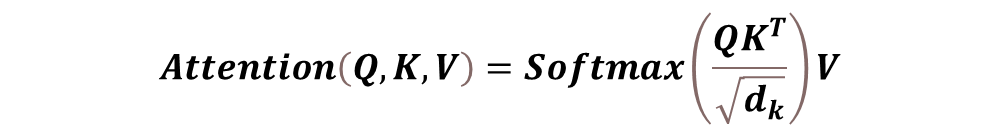 Attention(Q, K, V) = Softmax(QK^T / √d_k)V